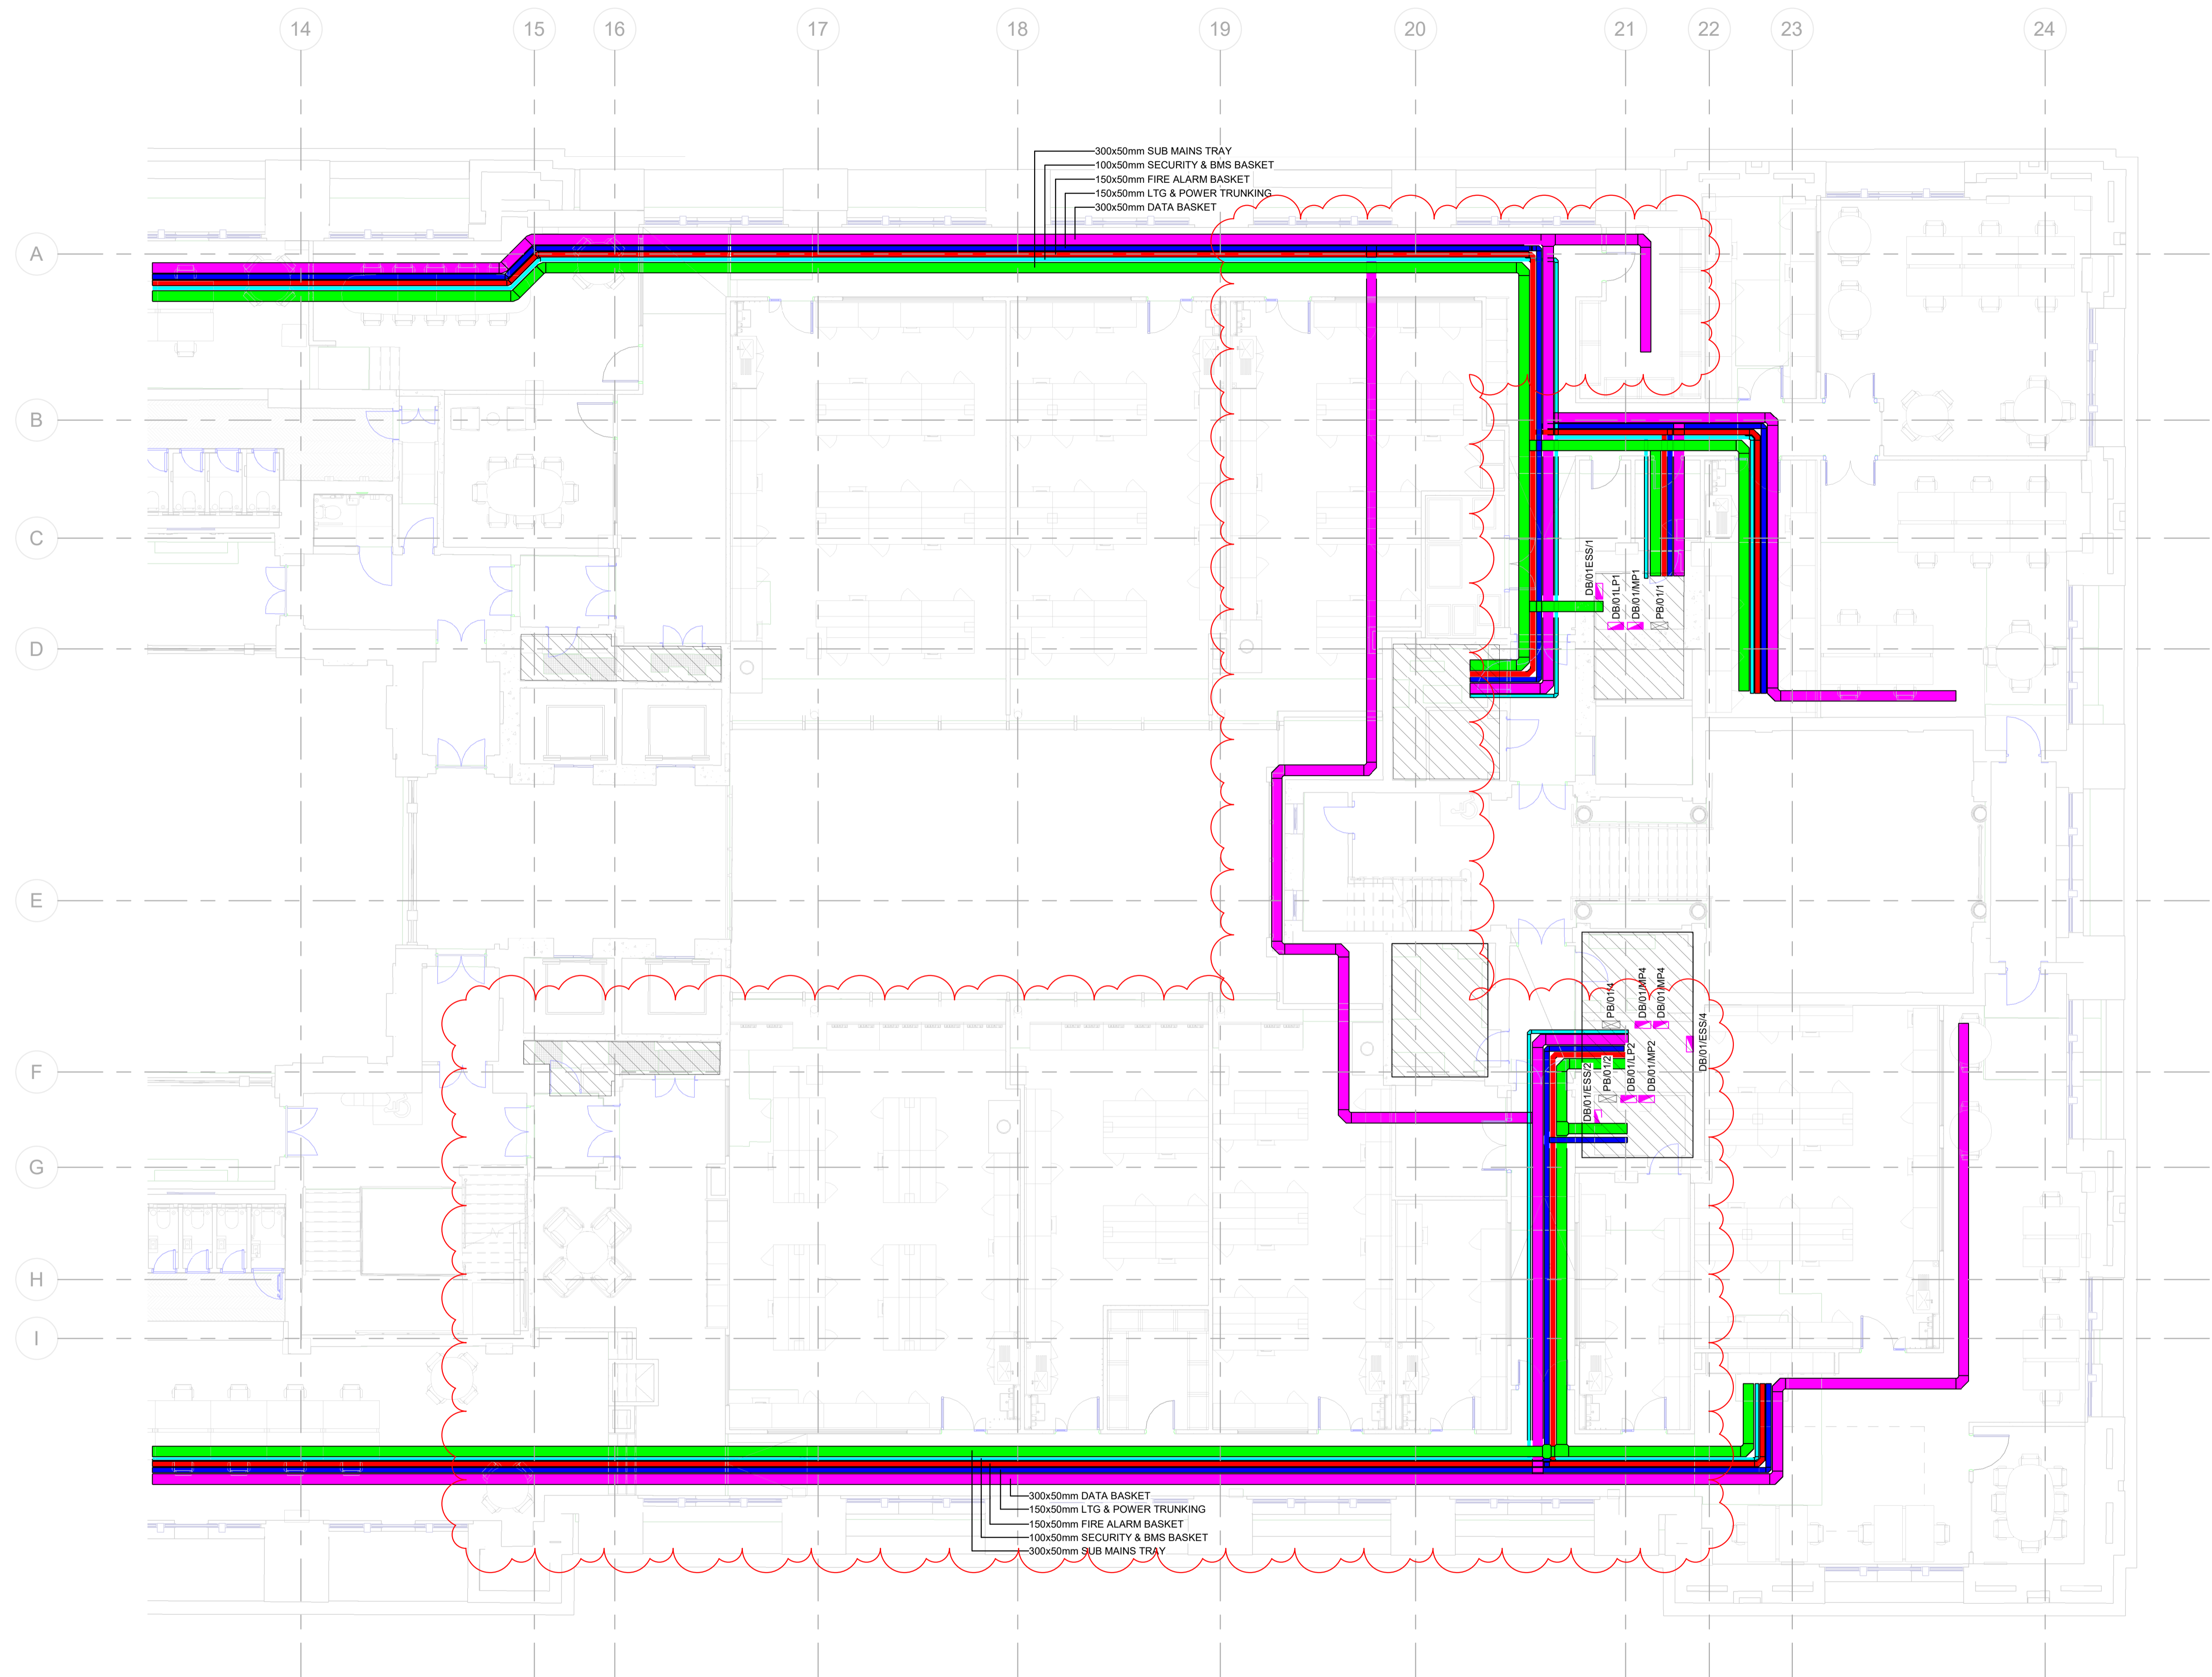 14
15
16
17
18
19
20
21
22
23
24
300x50mm SUB MAINS TRAY
100x50mm SECURITY & BMS BASKET
150x50mm FIRE ALARM BASKET
150x50mm LTG & POWER TRUNKING
300x50mm DATA BASKET
A
B
C
D
E
F
G
H
I
DB/01ESS/1
DB/01LP1
DB/01/MP1
PB/01/1
PB/01/4
DB/01/MP4
DB/01/MP4
DB/01/ESS/4
DB/01/ESS/2
PB/01/2
DB/01/LP2
DB/01/MP2
300x50mm DATA BASKET
150x50mm LTG & POWER TRUNKING
150x50mm FIRE ALARM BASKET
100x50mm SECURITY & BMS BASKET
300x50mm SUB MAINS TRAY